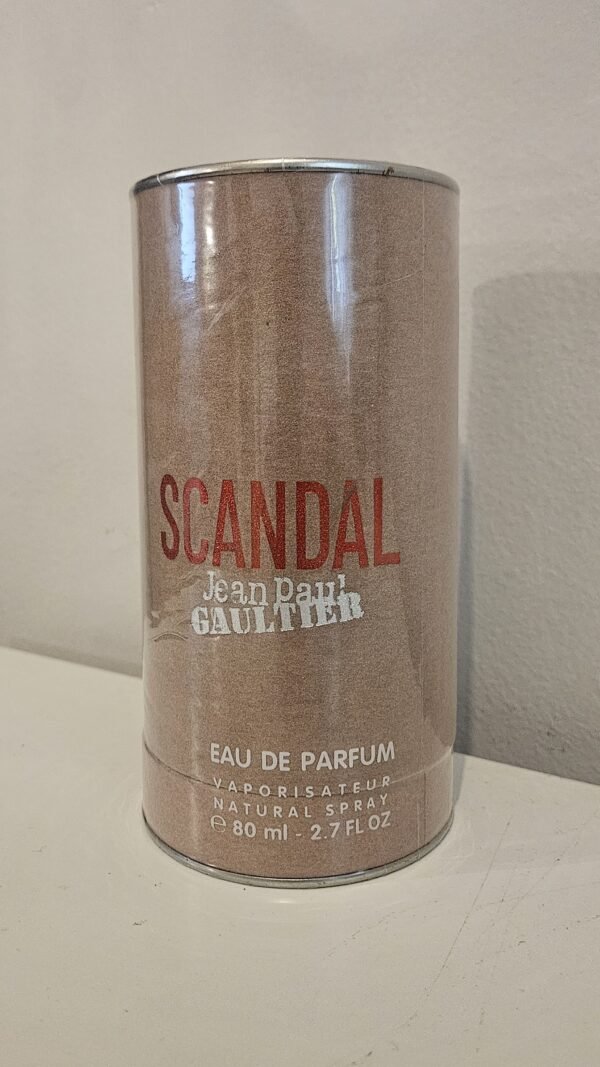 SCANDAL
Jean Paul
GAULTIER
EAU DE PARFUM
VAPORISATEUR
NATURAL SPRAY
℮ 80 ml - 2.7 FL OZ